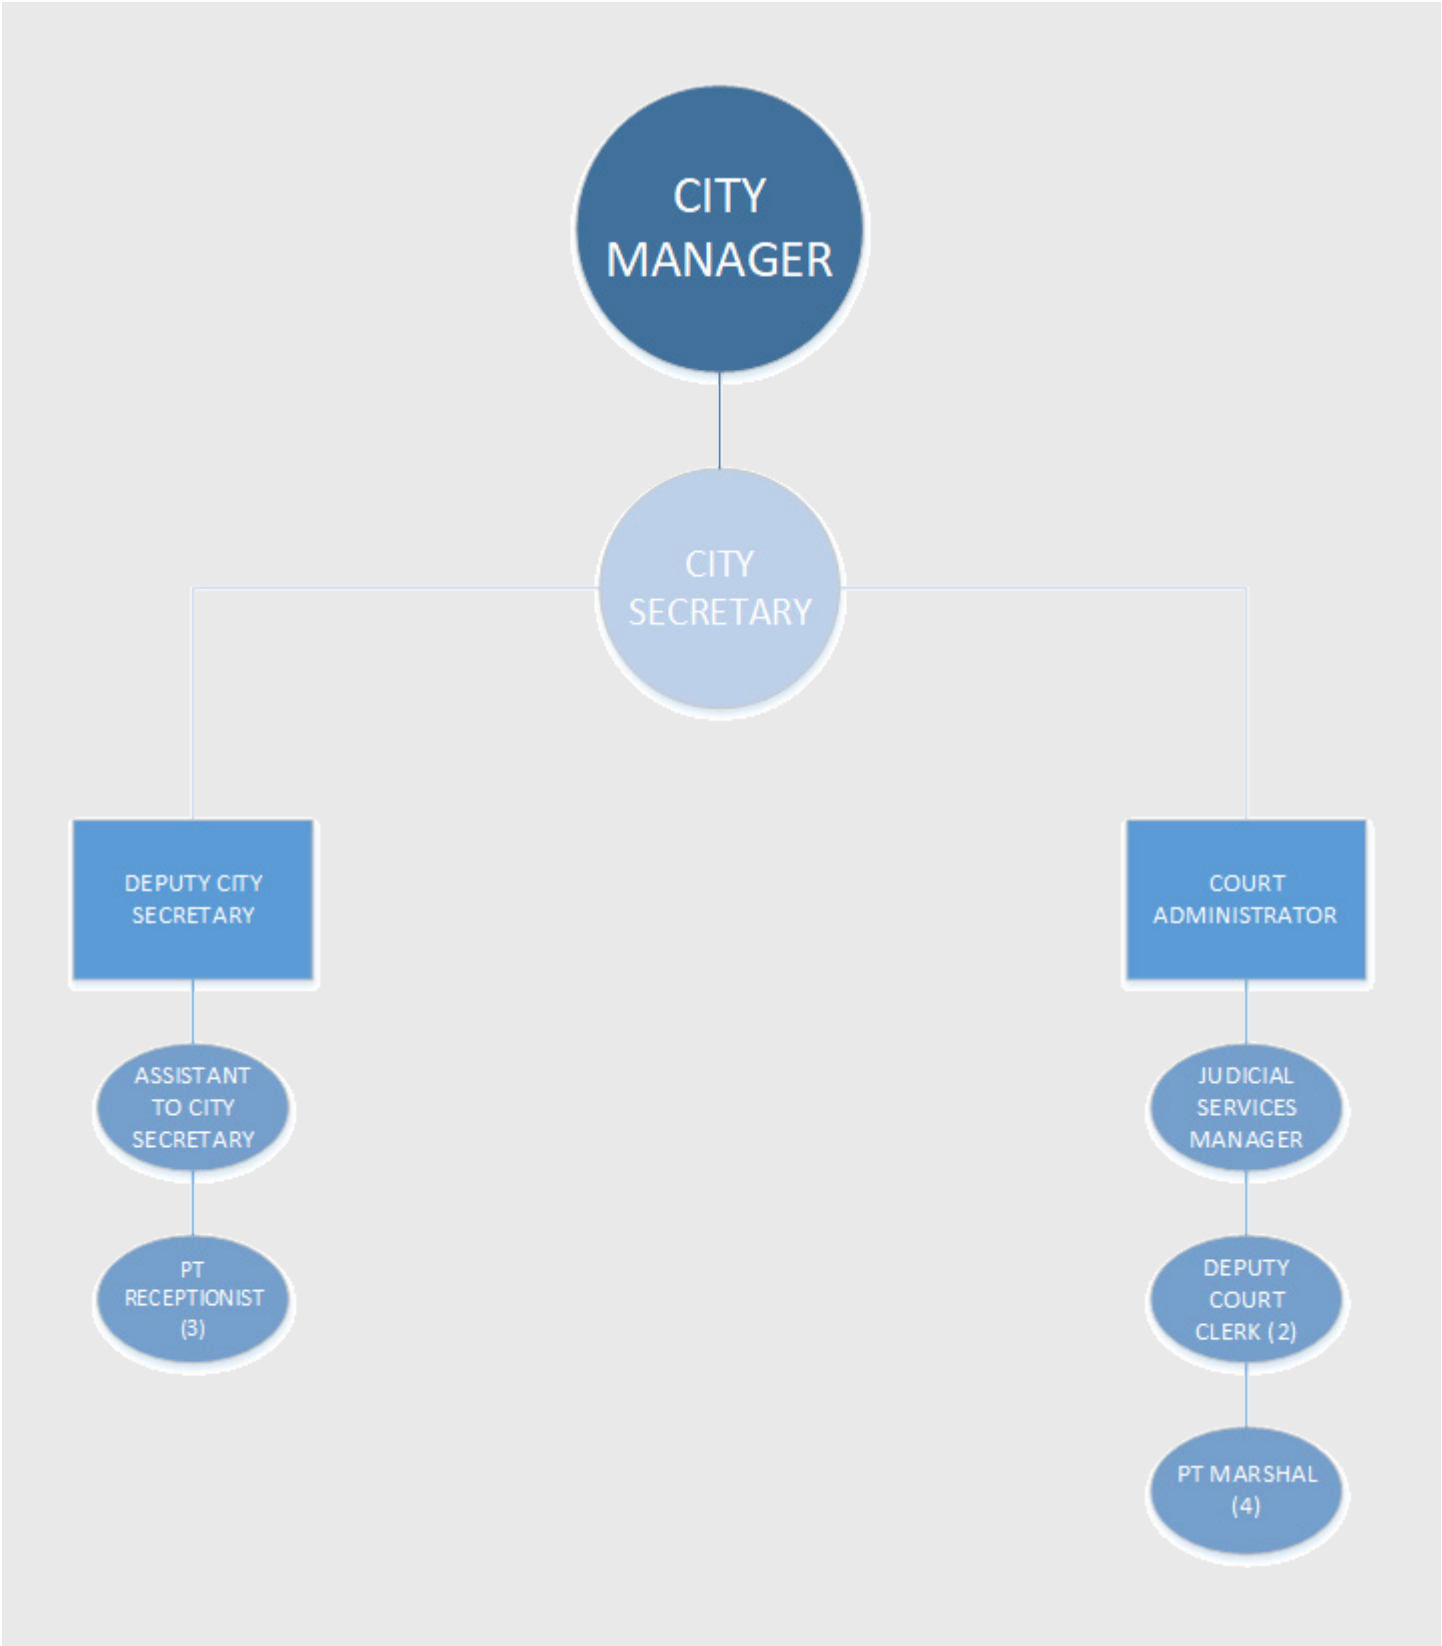 CITY
MANAGER
CITY
SECRETARY
DEPUTY CITY
SECRETARY
COURT
ADMINISTRATOR
ASSISTANT
TO CITY
SECRETARY
JUDICIAL
SERVICES
MANAGER
PT
RECEPTIONIST
(3)
DEPUTY
COURT
CLERK (2)
PT MARSHAL
(4)